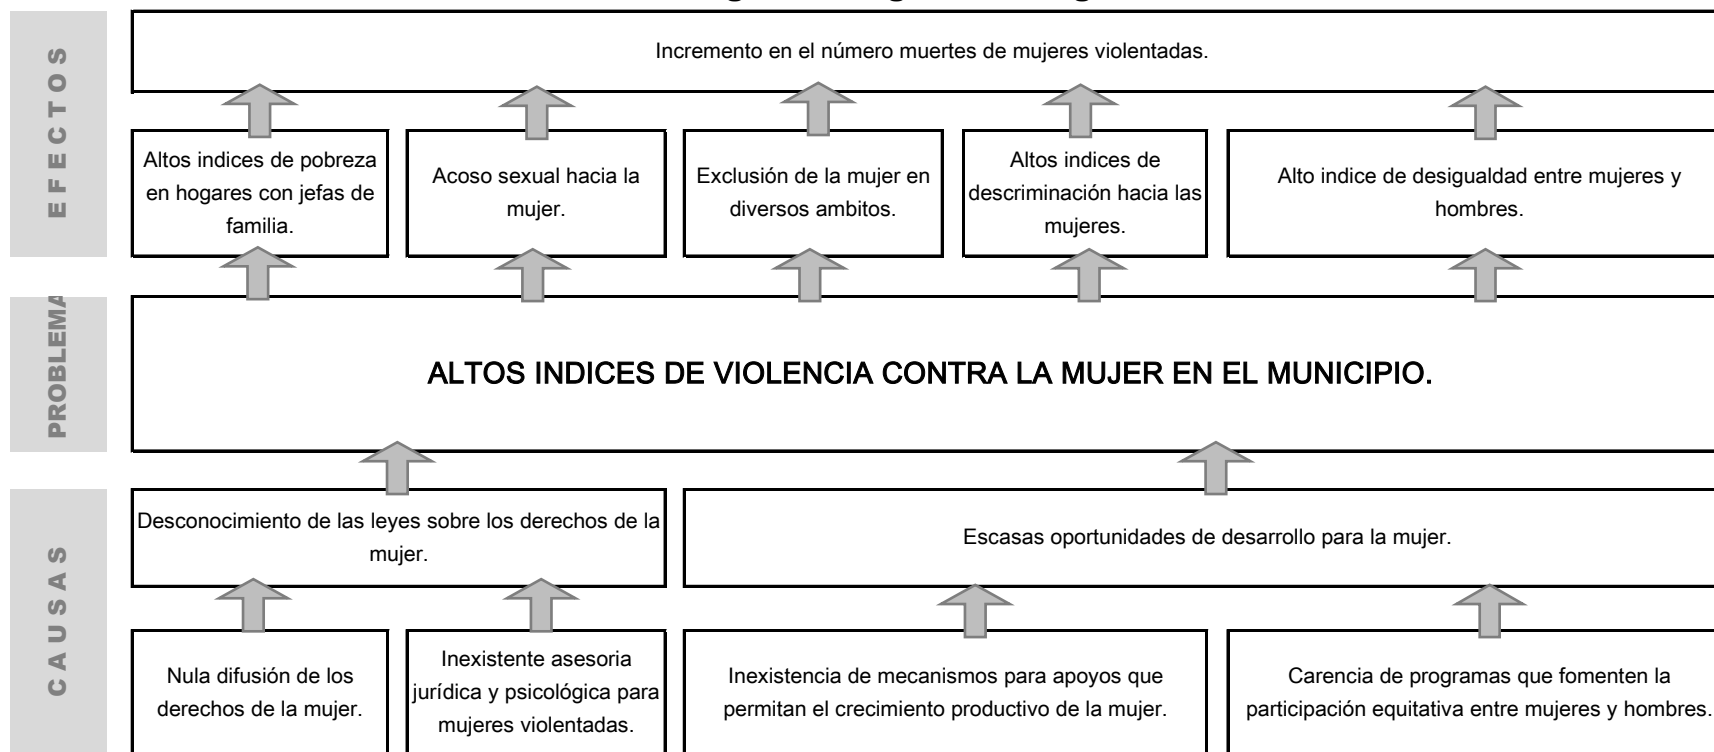 EFECTOS
Incremento en el número muertes de mujeres violentadas.
Altos indices de pobreza
en hogares con jefas de
familia.
Acoso sexual hacia la
mujer.
Exclusión de la mujer en
diversos ambitos.
Altos indices de
descriminación hacia las
mujeres.
Alto indice de desigualdad entre mujeres y
hombres.
PROBLEMA
ALTOS INDICES DE VIOLENCIA CONTRA LA MUJER EN EL MUNICIPIO.
CAUSAS
Desconocimiento de las leyes sobre los derechos de la
mujer.
Escasas oportunidades de desarrollo para la mujer.
Nula difusión de los
derechos de la mujer.
Inexistente asesoria
jurídica y psicológica para
mujeres violentadas.
Inexistencia de mecanismos para apoyos que
permitan el crecimiento productivo de la mujer.
Carencia de programas que fomenten la
participación equitativa entre mujeres y hombres.